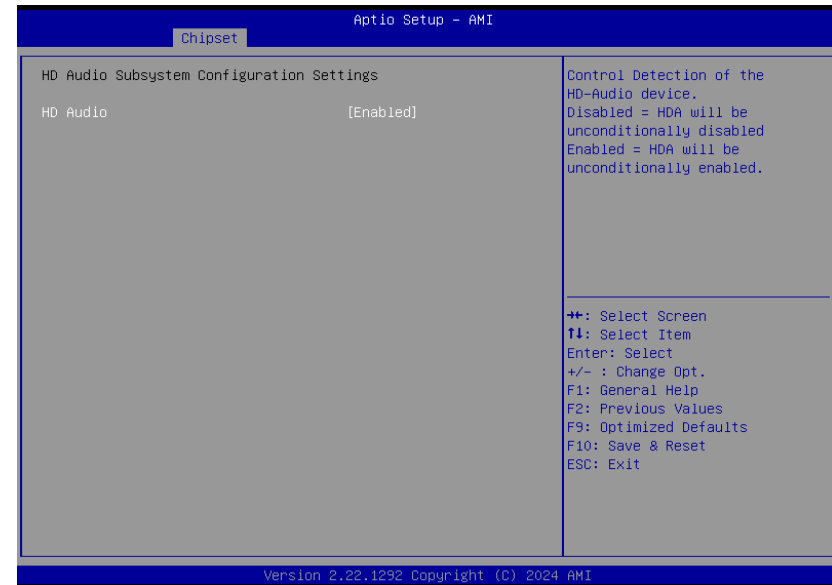 Aptio Setup – AMI
Chipset
HD Audio Subsystem Configuration Settings
HD Audio [Enabled]
Control Detection of the
HD-Audio device.
Disabled = HDA will be
unconditionally disabled
Enabled = HDA will be
unconditionally enabled.
→←: Select Screen
↑↓: Select Item
Enter: Select
+/- : Change Opt.
F1: General Help
F2: Previous Values
F9: Optimized Defaults
F10: Save & Reset
ESC: Exit
Version 2.22.1292 Copyright (C) 2024 AMI